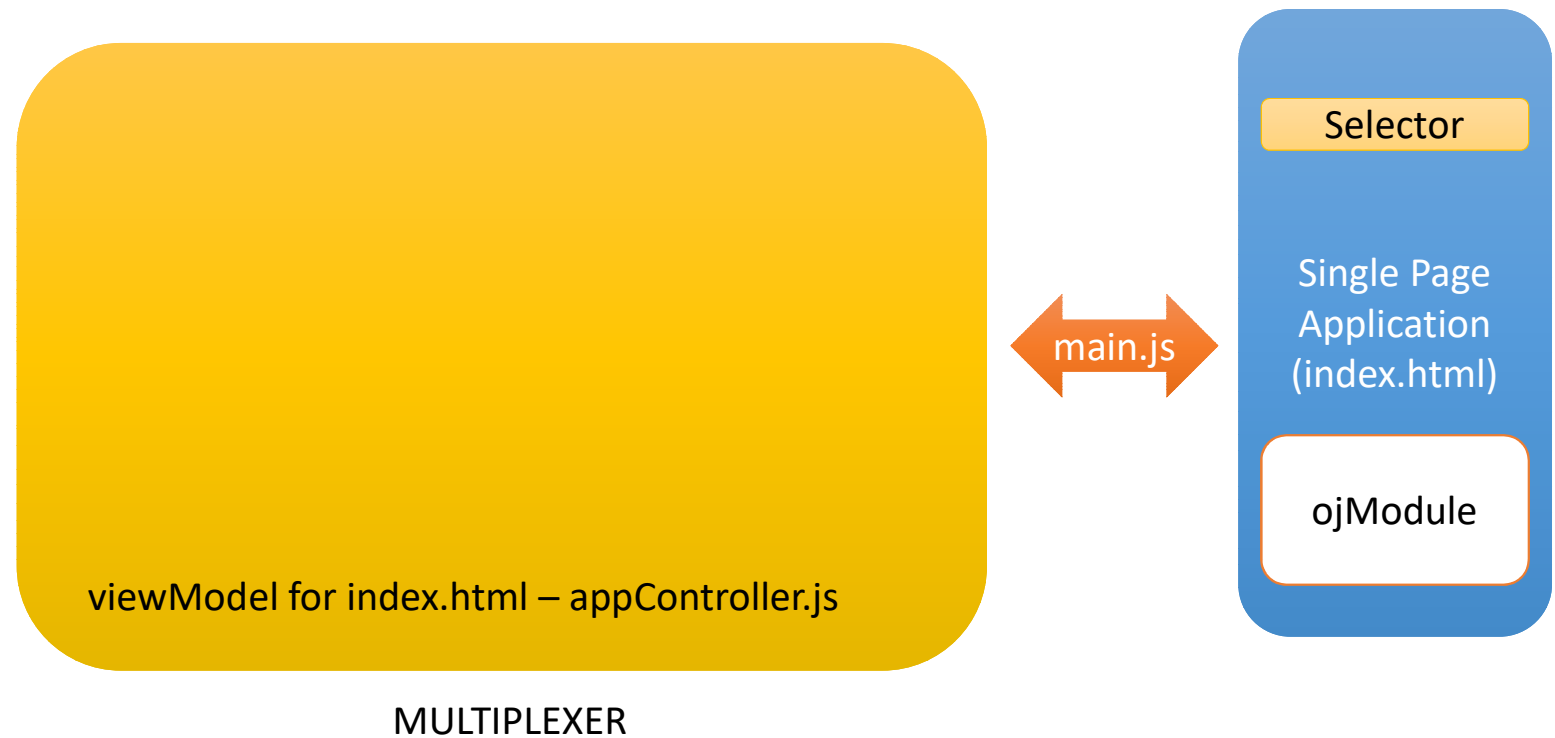 Selector
Single Page
Application
(index.html)
main.js
ojModule
viewModel for index.html – appController.js
MULTIPLEXER